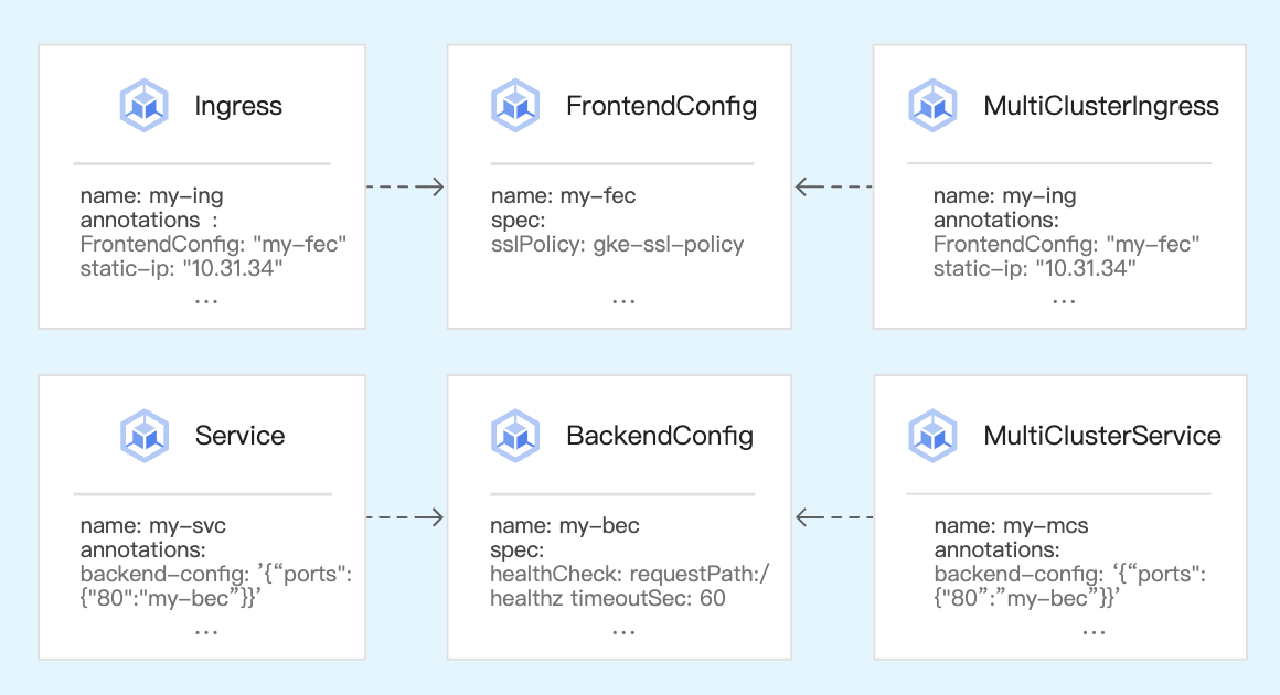 Ingress
name: my-ing
annotations :
FrontendConfig: "my-fec"
static-ip: "10.31.34"
...
FrontendConfig
name: my-fec
spec:
sslPolicy: gke-ssl-policy
...
MultiClusterIngress
name: my-ing
annotations:
FrontendConfig: "my-fec"
static-ip: "10.31.34"
...
Service
name: my-svc
annotations:
backend-config: ’{“ports":
{"80":"my-bec”}}’
...
BackendConfig
name: my-bec
spec:
healthCheck: requestPath:/
healthz timeoutSec: 60
...
MultiClusterService
name: my-mcs
annotations:
backend-config: ‘{“ports":
{"80”:”my-bec”}}’
...